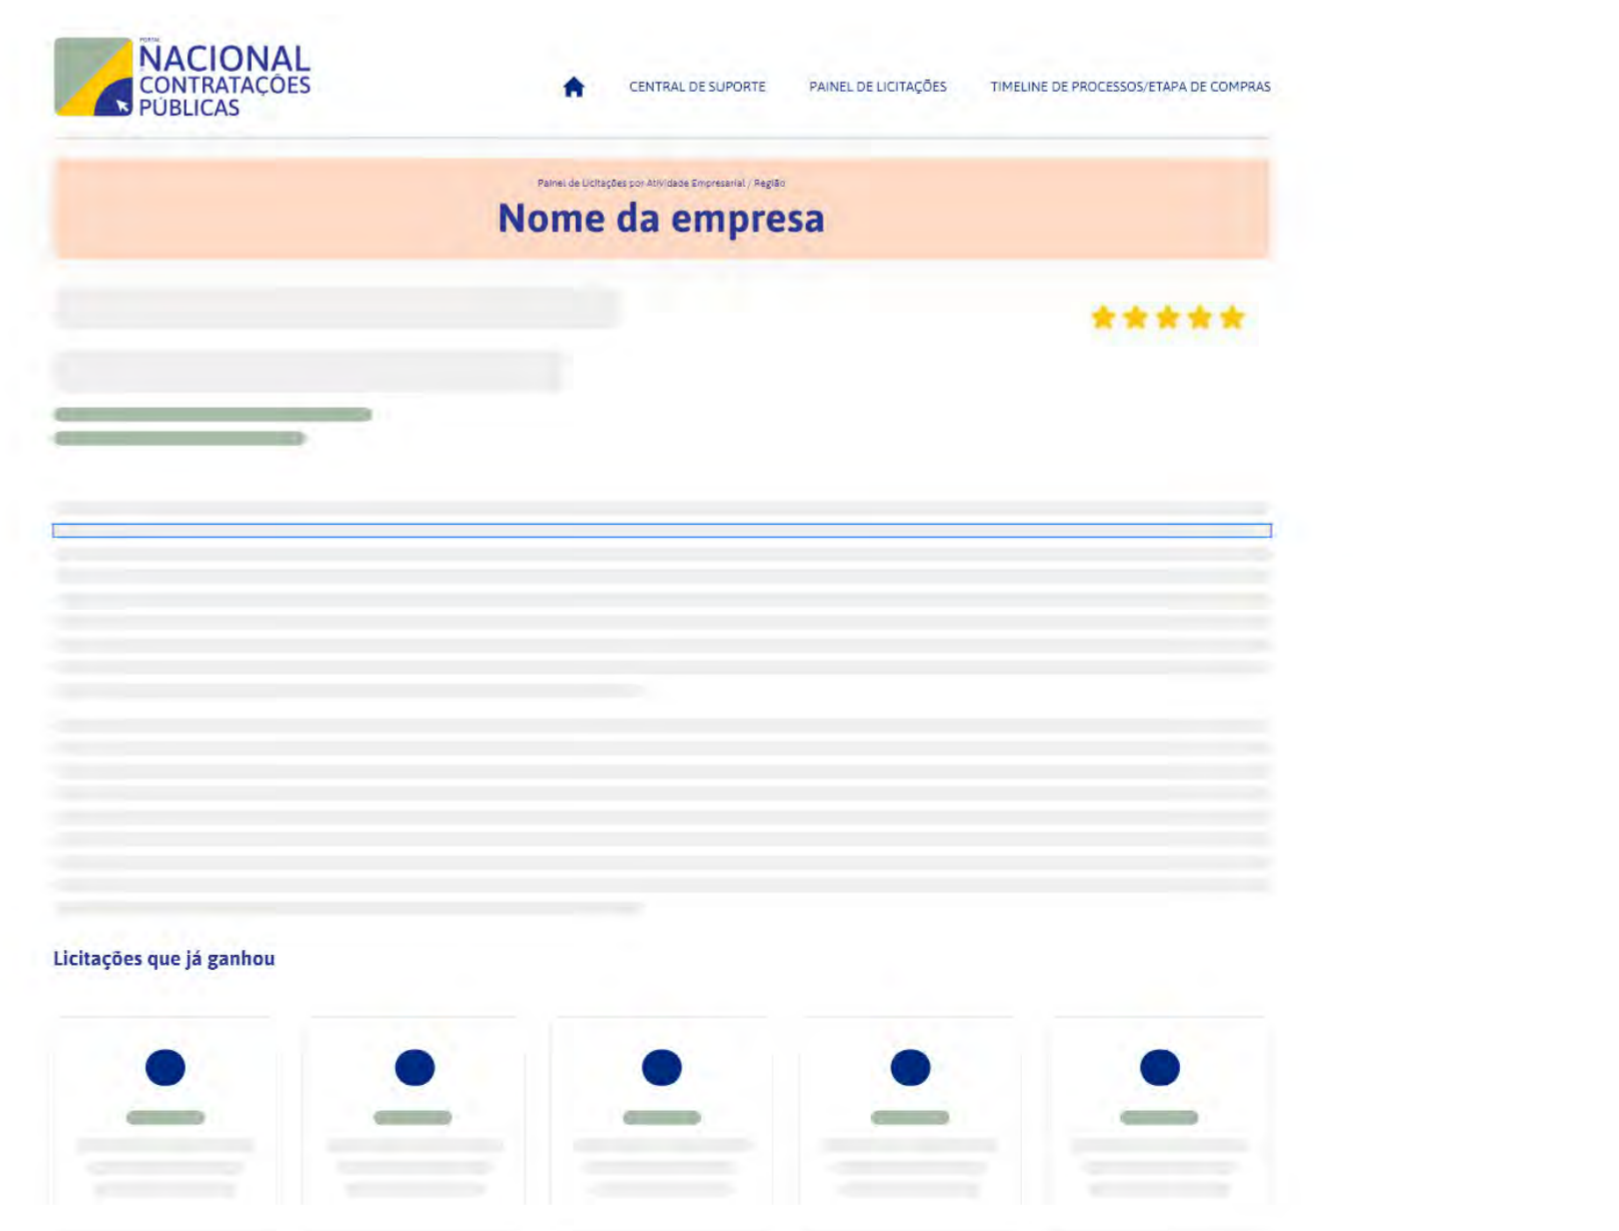 PORTAL
NACIONAL
CONTRATAÇÕES
PÚBLICAS
CENTRAL DE SUPORTE
PAINEL DE LICITAÇÕES
TIMELINE DE PROCESSOS/ETAPA DE COMPRAS
Painel de Licitações por Atividade Empresarial / Região
Nome da empresa
Licitações que já ganhou